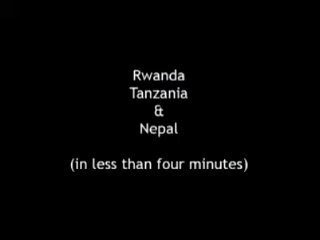 Rwanda
Tanzania
&
Nepal
(in less than four minutes)